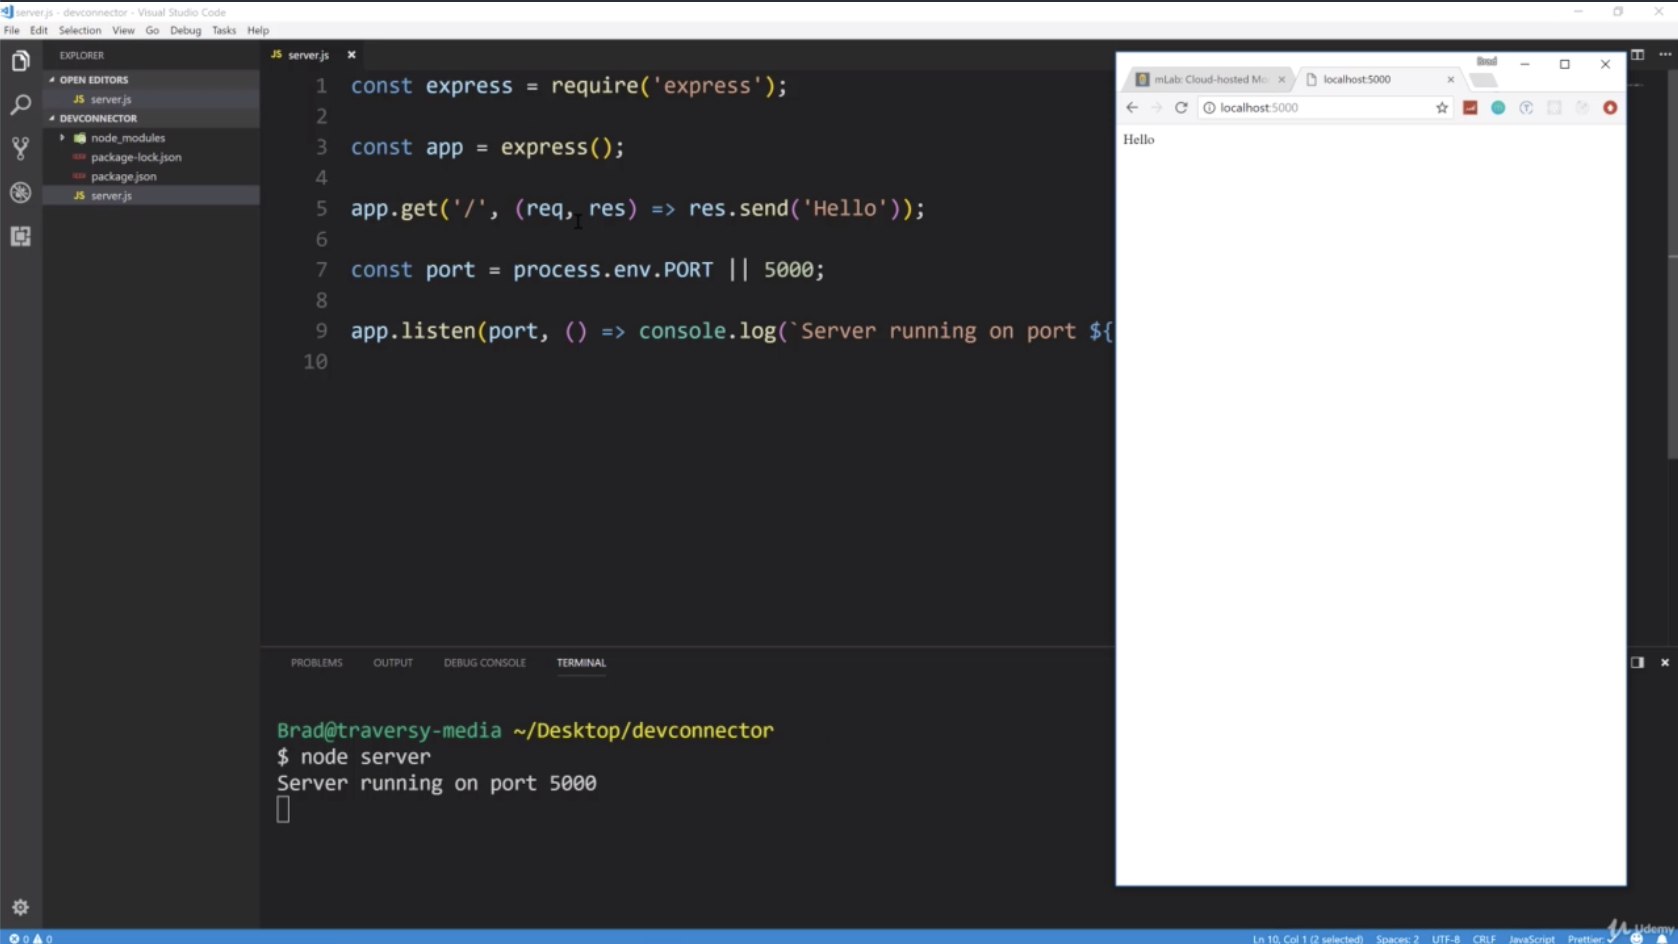 server.js - devconnector - Visual Studio Code
File Edit Selection View Go Debug Tasks Help
EXPLORER
OPEN EDITORS
JS server.js
DEVCONNECTOR
node_modules
package-lock.json
package.json
JS server.js
JS server.js
1 const express = require('express');
2
3 const app = express();
4
5 app.get('/', (req, res) => res.send('Hello'));
6
7 const port = process.env.PORT || 5000;
8
9 app.listen(port, () => console.log(`Server running on port ${
10
Brad
mLab: Cloud-hosted Mo
localhost:5000
localhost:5000
Hello
PROBLEMS OUTPUT DEBUG CONSOLE TERMINAL
Brad@traversy-media ~/Desktop/devconnector
$ node server
Server running on port 5000
0 0
Ln 10, Col 1 (2 selected) Spaces: 2 UTF-8 CRLF JavaScript Prettier:
Udemy